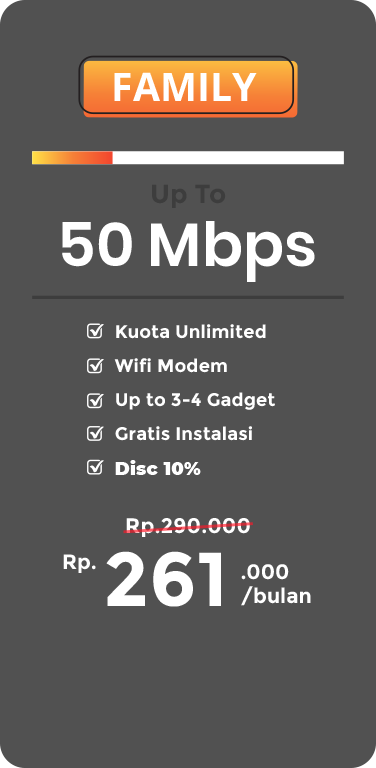 FAMILY
Up To
50 Mbps
Kuota Unlimited
Wifi Modem
Up to 3-4 Gadget
Gratis Instalasi
Disc 10%
Rp.290.000
Rp. 261 .000
/bulan